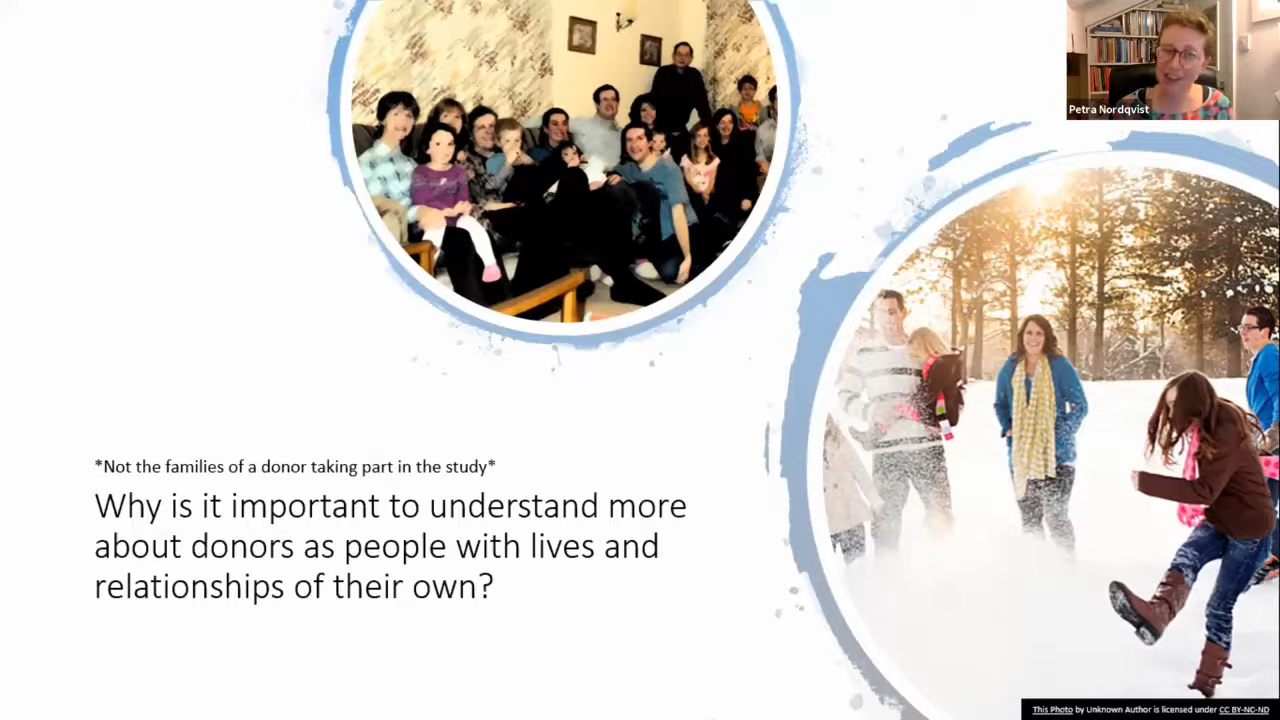 Petra Nordqvist
*Not the families of a donor taking part in the study*
Why is it important to understand more
about donors as people with lives and
relationships of their own?
This Photo by Unknown Author is licensed under CC BY-NC-ND